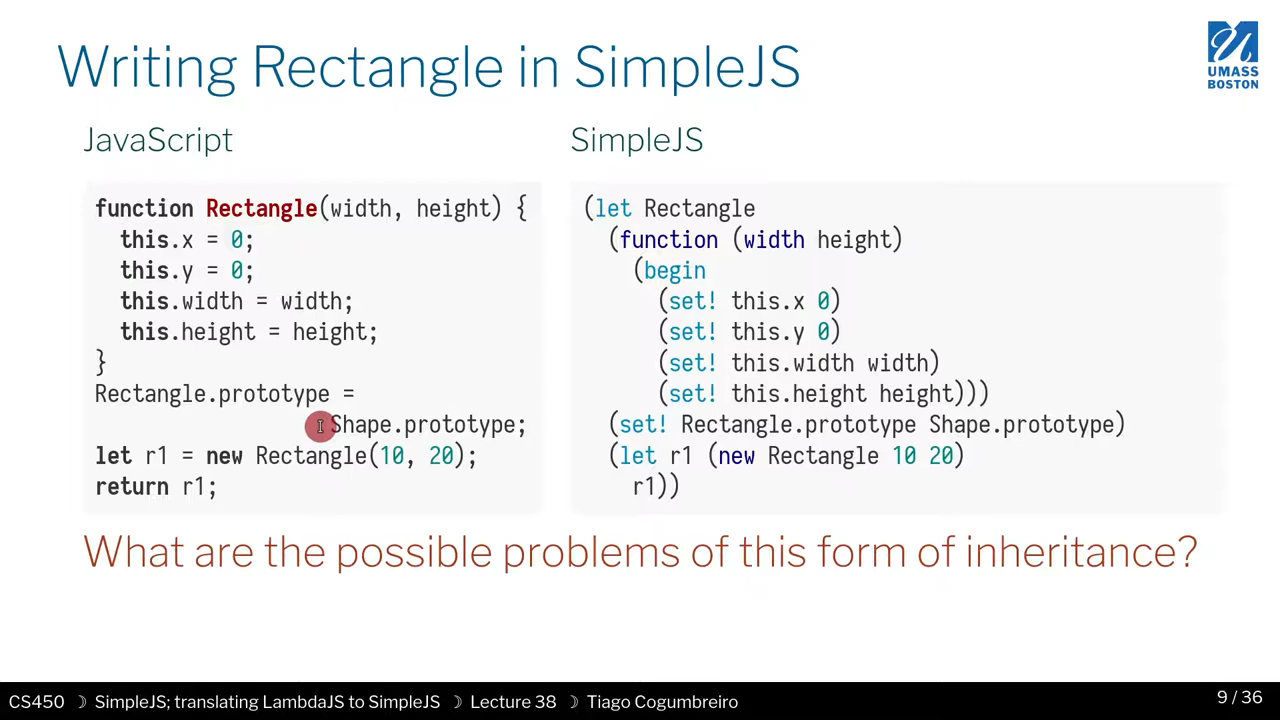 Writing Rectangle in SimpleJS
UMASS
BOSTON
JavaScript
function Rectangle(width, height) {
  this.x = 0;
  this.y = 0;
  this.width = width;
  this.height = height;
}
Rectangle.prototype =
                   Shape.prototype;
let r1 = new Rectangle(10, 20);
return r1;
SimpleJS
(let Rectangle
  (function (width height)
    (begin
      (set! this.x 0)
      (set! this.y 0)
      (set! this.width width)
      (set! this.height height)))
  (set! Rectangle.prototype Shape.prototype)
  (let r1 (new Rectangle 10 20)
    r1))
What are the possible problems of this form of inheritance?
CS450 ☽ SimpleJS; translating LambdaJS to SimpleJS ☽ Lecture 38 ☽ Tiago Cogumbreiro
9 / 36